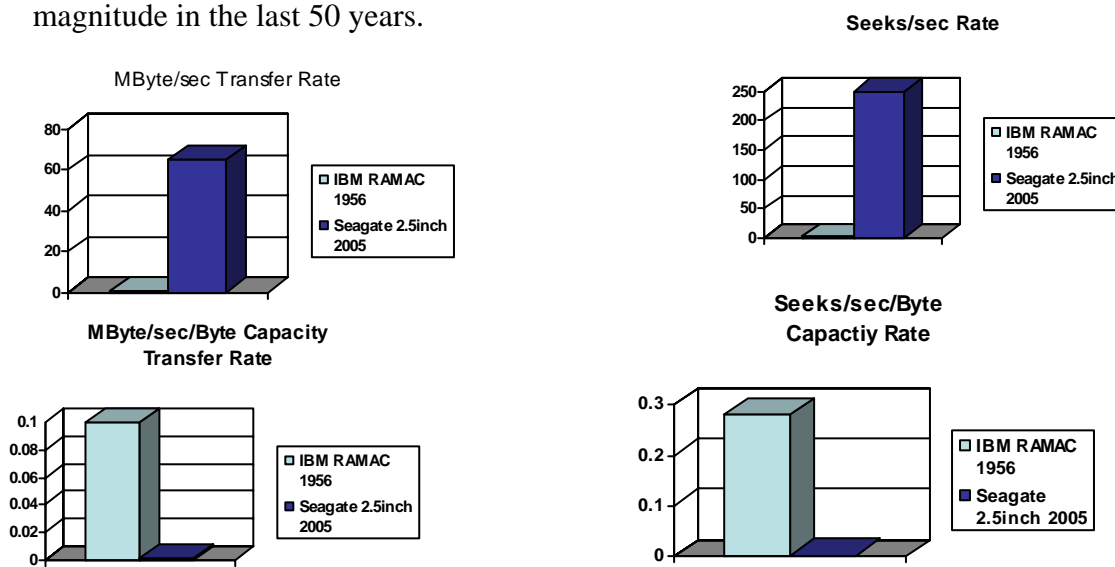 magnitude in the last 50 years.
MByte/sec Transfer Rate
80
60
40
20
0
IBM RAMAC
1956
Seagate 2.5inch
2005
Seeks/sec Rate
250
200
150
100
50
0
IBM RAMAC
1956
Seagate 2.5inch
2005
MByte/sec/Byte Capacity
Transfer Rate
0.1
0.08
0.06
0.04
0.02
0
IBM RAMAC
1956
Seagate 2.5inch
2005
Seeks/sec/Byte
Capactiy Rate
0.3
0.2
0.1
0
IBM RAMAC
1956
Seagate
2.5inch 2005